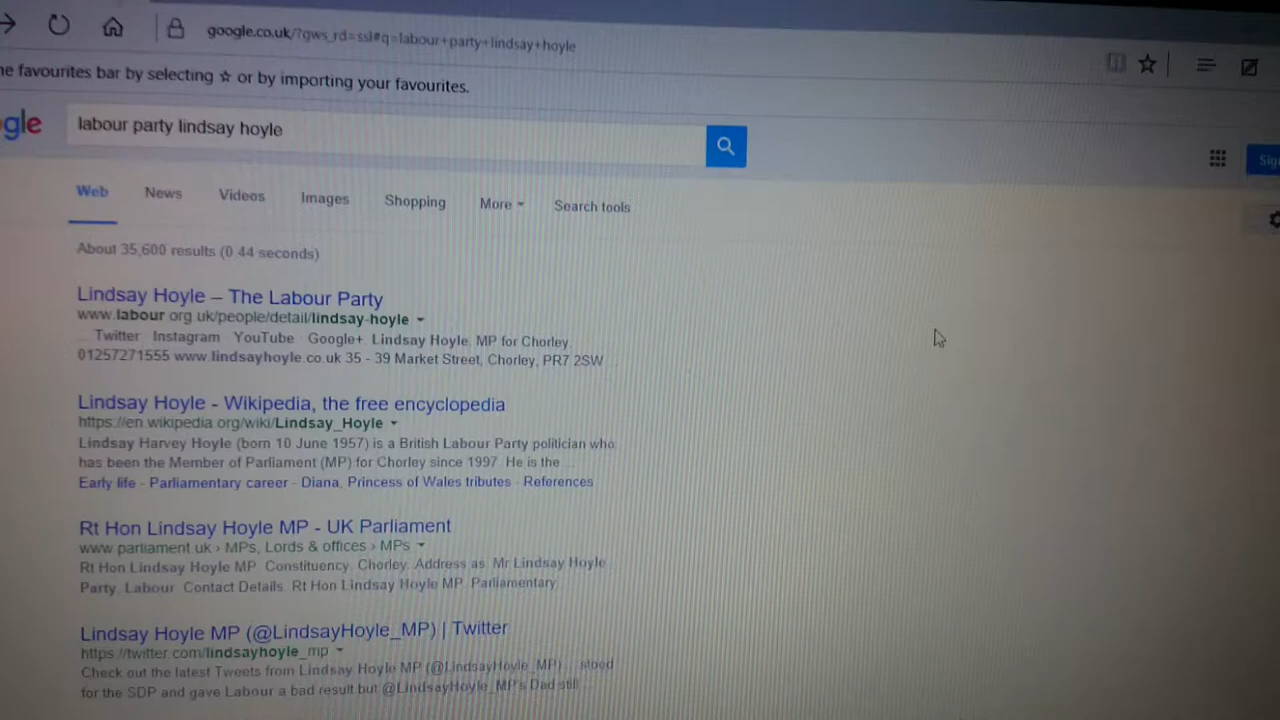 google.co.uk/?gws_rd=ssl#q=labour+party+lindsay+hoyle
favourites bar by selecting ☆ or by importing your favourites.
labour party lindsay hoyle
Web News Videos Images Shopping More Search tools
About 35,600 results (0.44 seconds)
Lindsay Hoyle – The Labour Party
www.labour.org.uk/people/detail/lindsay-hoyle
... Twitter · Instagram · YouTube · Google+. Lindsay Hoyle, MP for Chorley.
01257271555 www.lindsayhoyle.co.uk 35 - 39 Market Street, Chorley, PR7 2SW ...
Lindsay Hoyle - Wikipedia, the free encyclopedia
https://en.wikipedia.org/wiki/Lindsay_Hoyle
Lindsay Harvey Hoyle (born 10 June 1957) is a British Labour Party politician who
has been the Member of Parliament (MP) for Chorley since 1997. He is the ...
Early life - Parliamentary career - Diana, Princess of Wales tributes - References
Rt Hon Lindsay Hoyle MP - UK Parliament
www.parliament.uk › MPs, Lords & offices › MPs
Rt Hon Lindsay Hoyle MP. Constituency, Chorley. Address as, Mr Lindsay Hoyle.
Party, Labour. Contact Details. Rt Hon Lindsay Hoyle MP. Parliamentary.
Lindsay Hoyle MP (@LindsayHoyle_MP) | Twitter
https://twitter.com/lindsayhoyle_mp
Check out the latest Tweets from Lindsay Hoyle MP (@LindsayHoyle_MP) ... stood
for the SDP and gave Labour a bad result but @LindsayHoyle_MP's Dad still ...